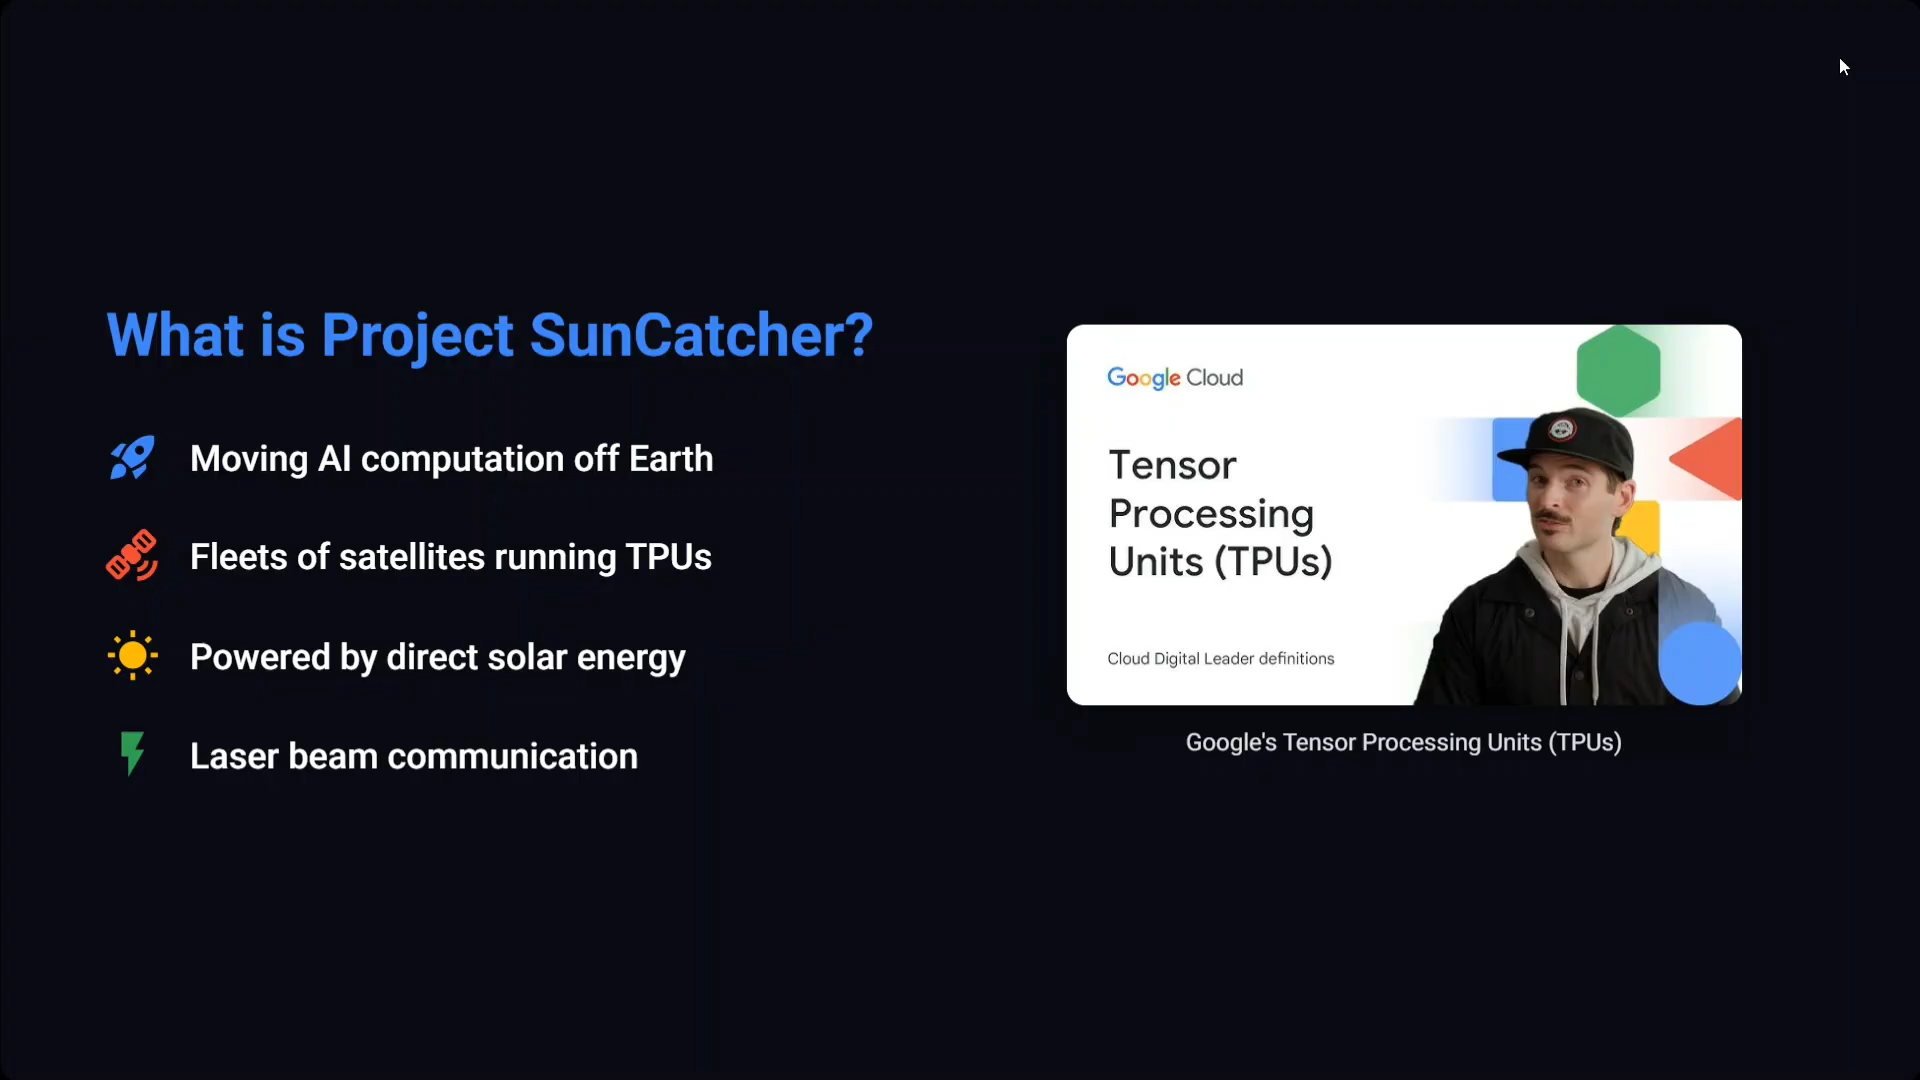 What is Project SunCatcher?
Moving AI computation off Earth
Fleets of satellites running TPUs
Powered by direct solar energy
Laser beam communication
Google Cloud
Tensor
Processing
Units (TPUs)
Cloud Digital Leader definitions
Google's Tensor Processing Units (TPUs)